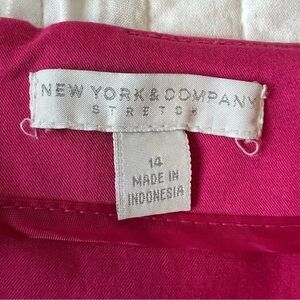 NEW YORK & COMPANY
STRETCH
14
MADE IN
INDONESIA